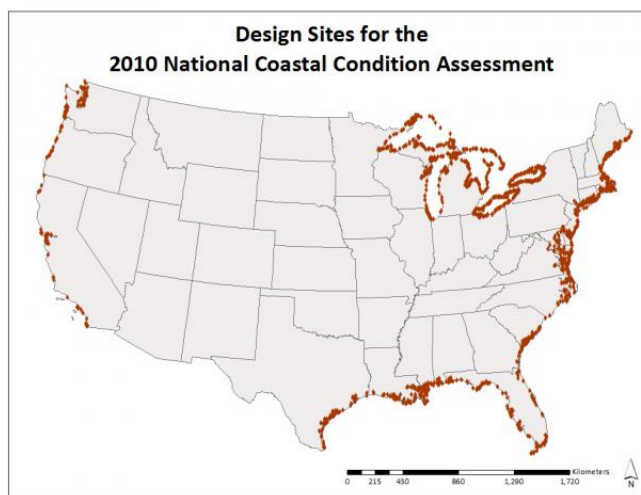 Design Sites for the
2010 National Coastal Condition Assessment
Kilometers
0 215 430 860 1,290 1,720
N